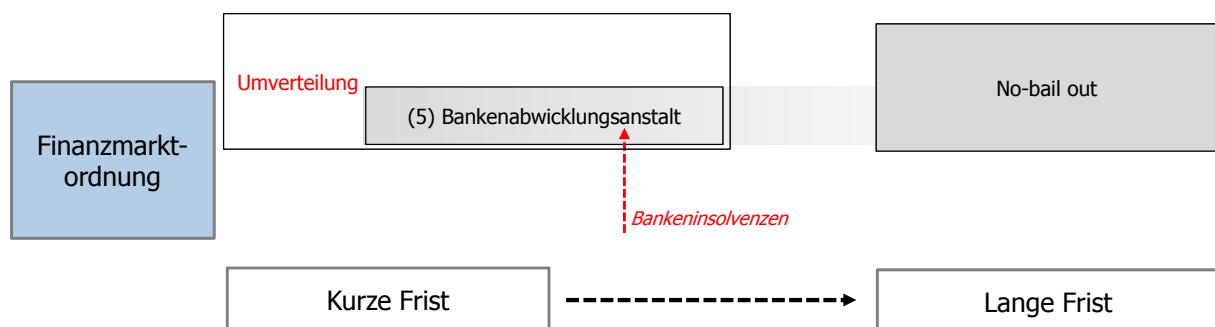 Umverteilung
(5) Bankenabwicklungsanstalt
No-bail out
Finanzmarkt-
ordnung
Bankeninsolvenzen
Kurze Frist
Lange Frist